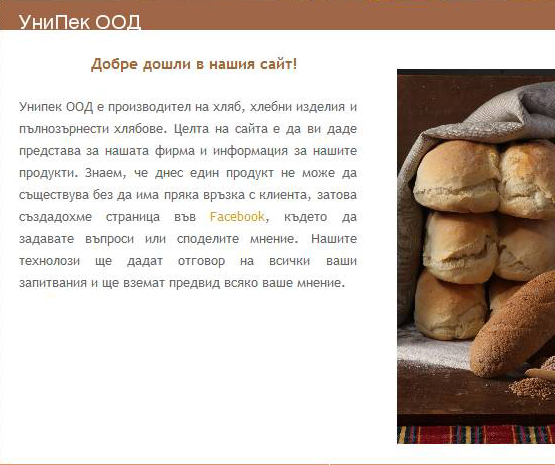 УниПек ООД
Добре дошли в нашия сайт!
Унипек ООД е производител на хляб, хлебни изделия и
пълнозърнести хлябове. Целта на сайта е да ви даде
представа за нашата фирма и информация за нашите
продукти. Знаем, че днес един продукт не може да
съществува без да има пряка връзка с клиента, затова
създадохме страница във Facebook, където да
задавате въпроси или споделите мнение. Нашите
технолози ще дадат отговор на всички ваши
запитвания и ще вземат предвид всяко ваше мнение.